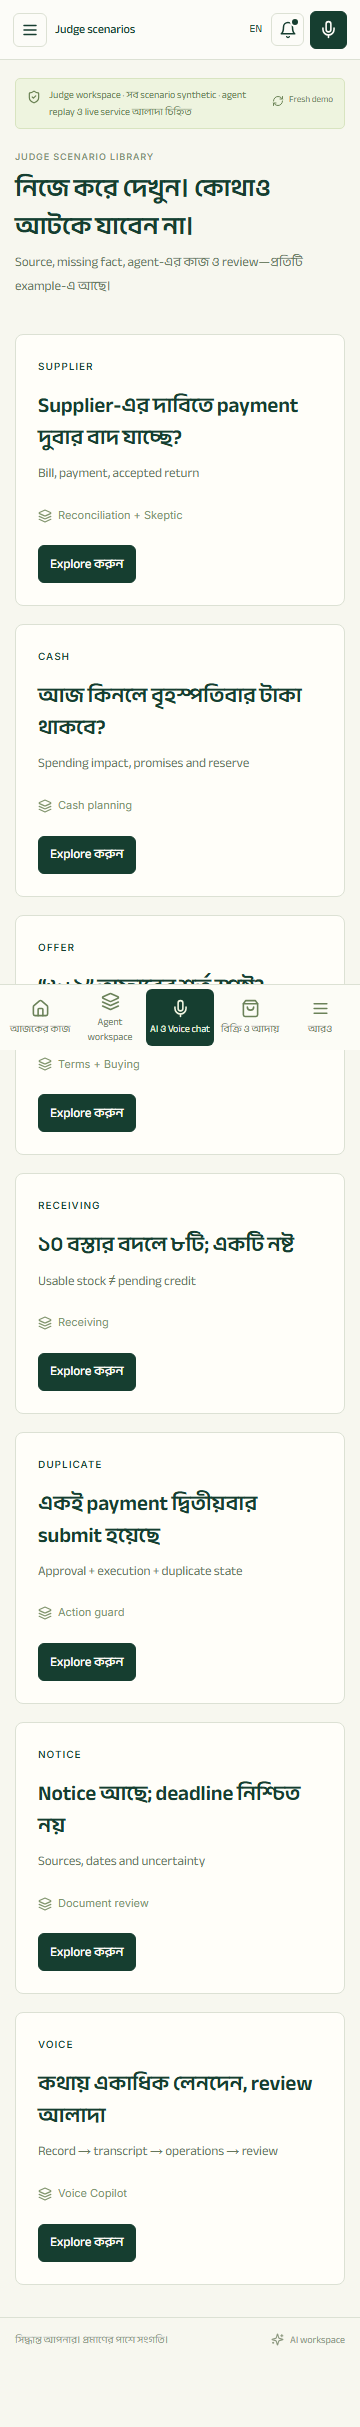 Judge scenarios
EN
Judge workspace · সব scenario synthetic · agent
replay ও live service আলাদা চিহ্নিত
Fresh demo
JUDGE SCENARIO LIBRARY
নিজে করে দেখুন। কোথাও
আটকে যাবেন না।
Source, missing fact, agent-এর কাজ ও review—প্রতিটি
example-এ আছে।
SUPPLIER
Supplier-এর দাবিতে payment
দুবার বাদ যাচ্ছে?
Bill, payment, accepted return
Reconciliation + Skeptic
Explore করুন
CASH
আজ কিনলে বৃহস্পতিবার টাকা
থাকবে?
Spending impact, promises and reserve
Cash planning
Explore করুন
OFFER
আজকের কাজ
Agent
workspace
AI ও Voice chat
বিক্রি ও আদায়
আরও
Terms + Buying
Explore করুন
RECEIVING
১০ বস্তার বদলে ৮টি; একটি নষ্ট
Usable stock ≠ pending credit
Receiving
Explore করুন
DUPLICATE
একই payment দ্বিতীয়বার
submit হয়েছে
Approval + execution + duplicate state
Action guard
Explore করুন
NOTICE
Notice আছে; deadline নিশ্চিত
নয়
Sources, dates and uncertainty
Document review
Explore করুন
VOICE
কথায় একাধিক লেনদেন, review
আলাদা
Record → transcript → operations → review
Voice Copilot
Explore করুন
সিদ্ধান্ত আপনার। প্রমাণের পাশে সংগতি।
AI workspace